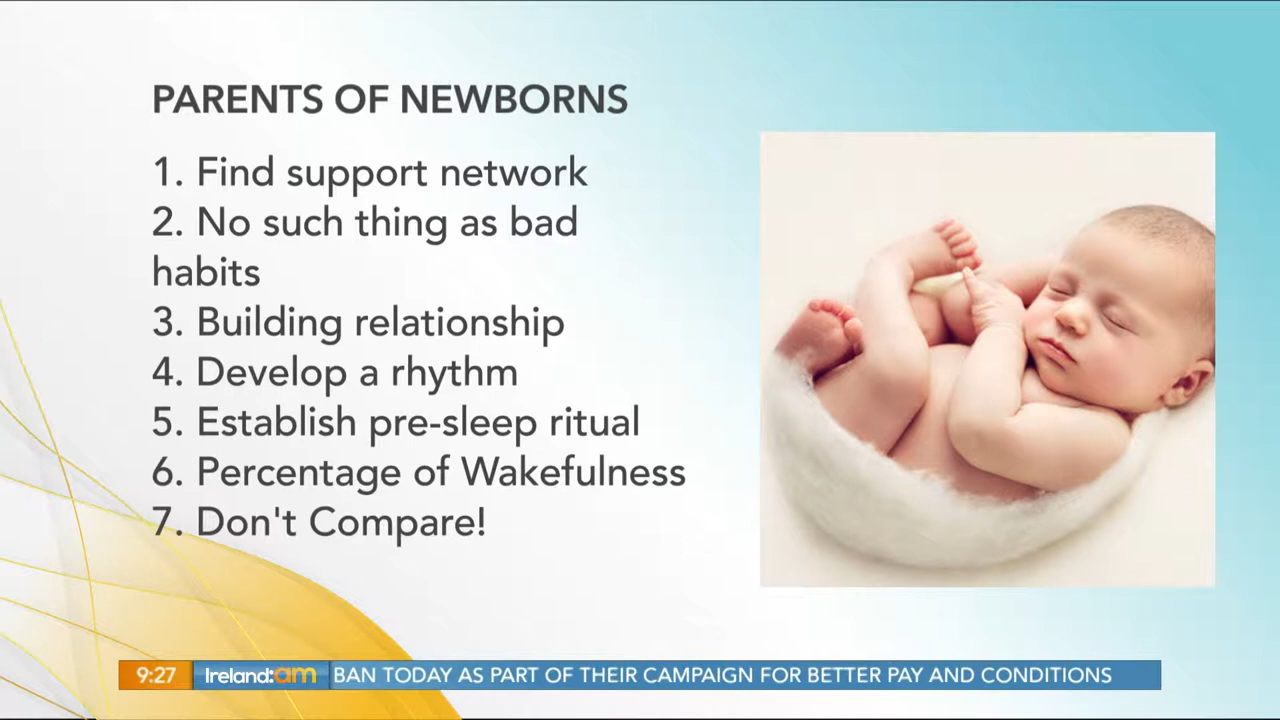 PARENTS OF NEWBORNS
1. Find support network
2. No such thing as bad
habits
3. Building relationship
4. Develop a rhythm
5. Establish pre-sleep ritual
6. Percentage of Wakefulness
7. Don't Compare!
9:27 Ireland:am BAN TODAY AS PART OF THEIR CAMPAIGN FOR BETTER PAY AND CONDITIONS